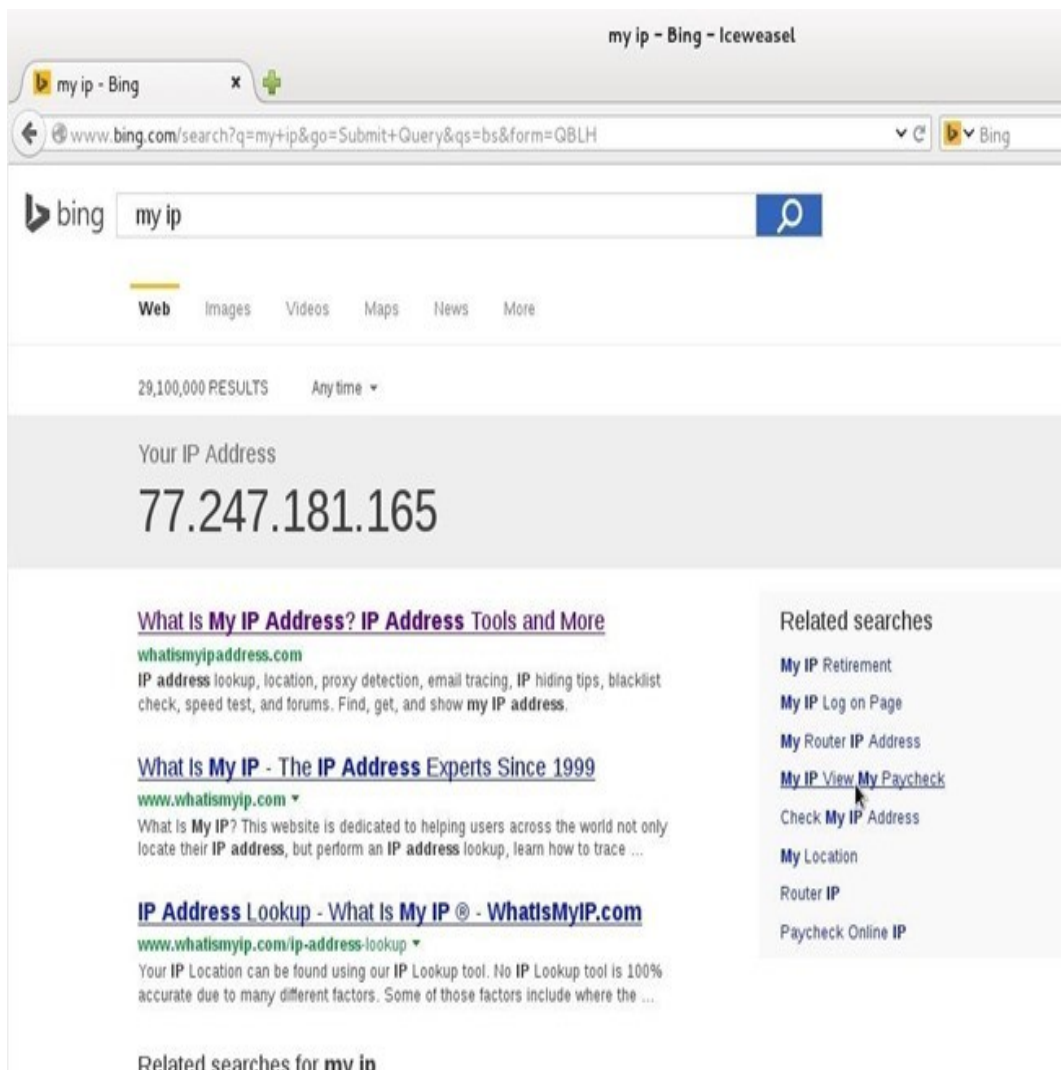 my ip - Bing - Iceweasel
my ip - Bing
www.bing.com/search?q=my+ip&go=Submit+Query&qs=bs&form=QBLH
Bing
bing
my ip
Web Images Videos Maps News More
29,100,000 RESULTS Any time
Your IP Address
77.247.181.165
What Is My IP Address? IP Address Tools and More
whatismyipaddress.com
IP address lookup, location, proxy detection, email tracing, IP hiding tips, blacklist
check, speed test, and forums. Find, get, and show my IP address.
What Is My IP - The IP Address Experts Since 1999
www.whatismyip.com
What Is My IP? This website is dedicated to helping users across the world not only
locate their IP address, but perform an IP address lookup, learn how to trace ...
IP Address Lookup - What Is My IP ® - WhatIsMyIP.com
www.whatismyip.com/ip-address-lookup
Your IP Location can be found using our IP Lookup tool. No IP Lookup tool is 100%
accurate due to many different factors. Some of those factors include where the ...
Related searches for my ip
Related searches
My IP Retirement
My IP Log on Page
My Router IP Address
My IP View My Paycheck
Check My IP Address
My Location
Router IP
Paycheck Online IP